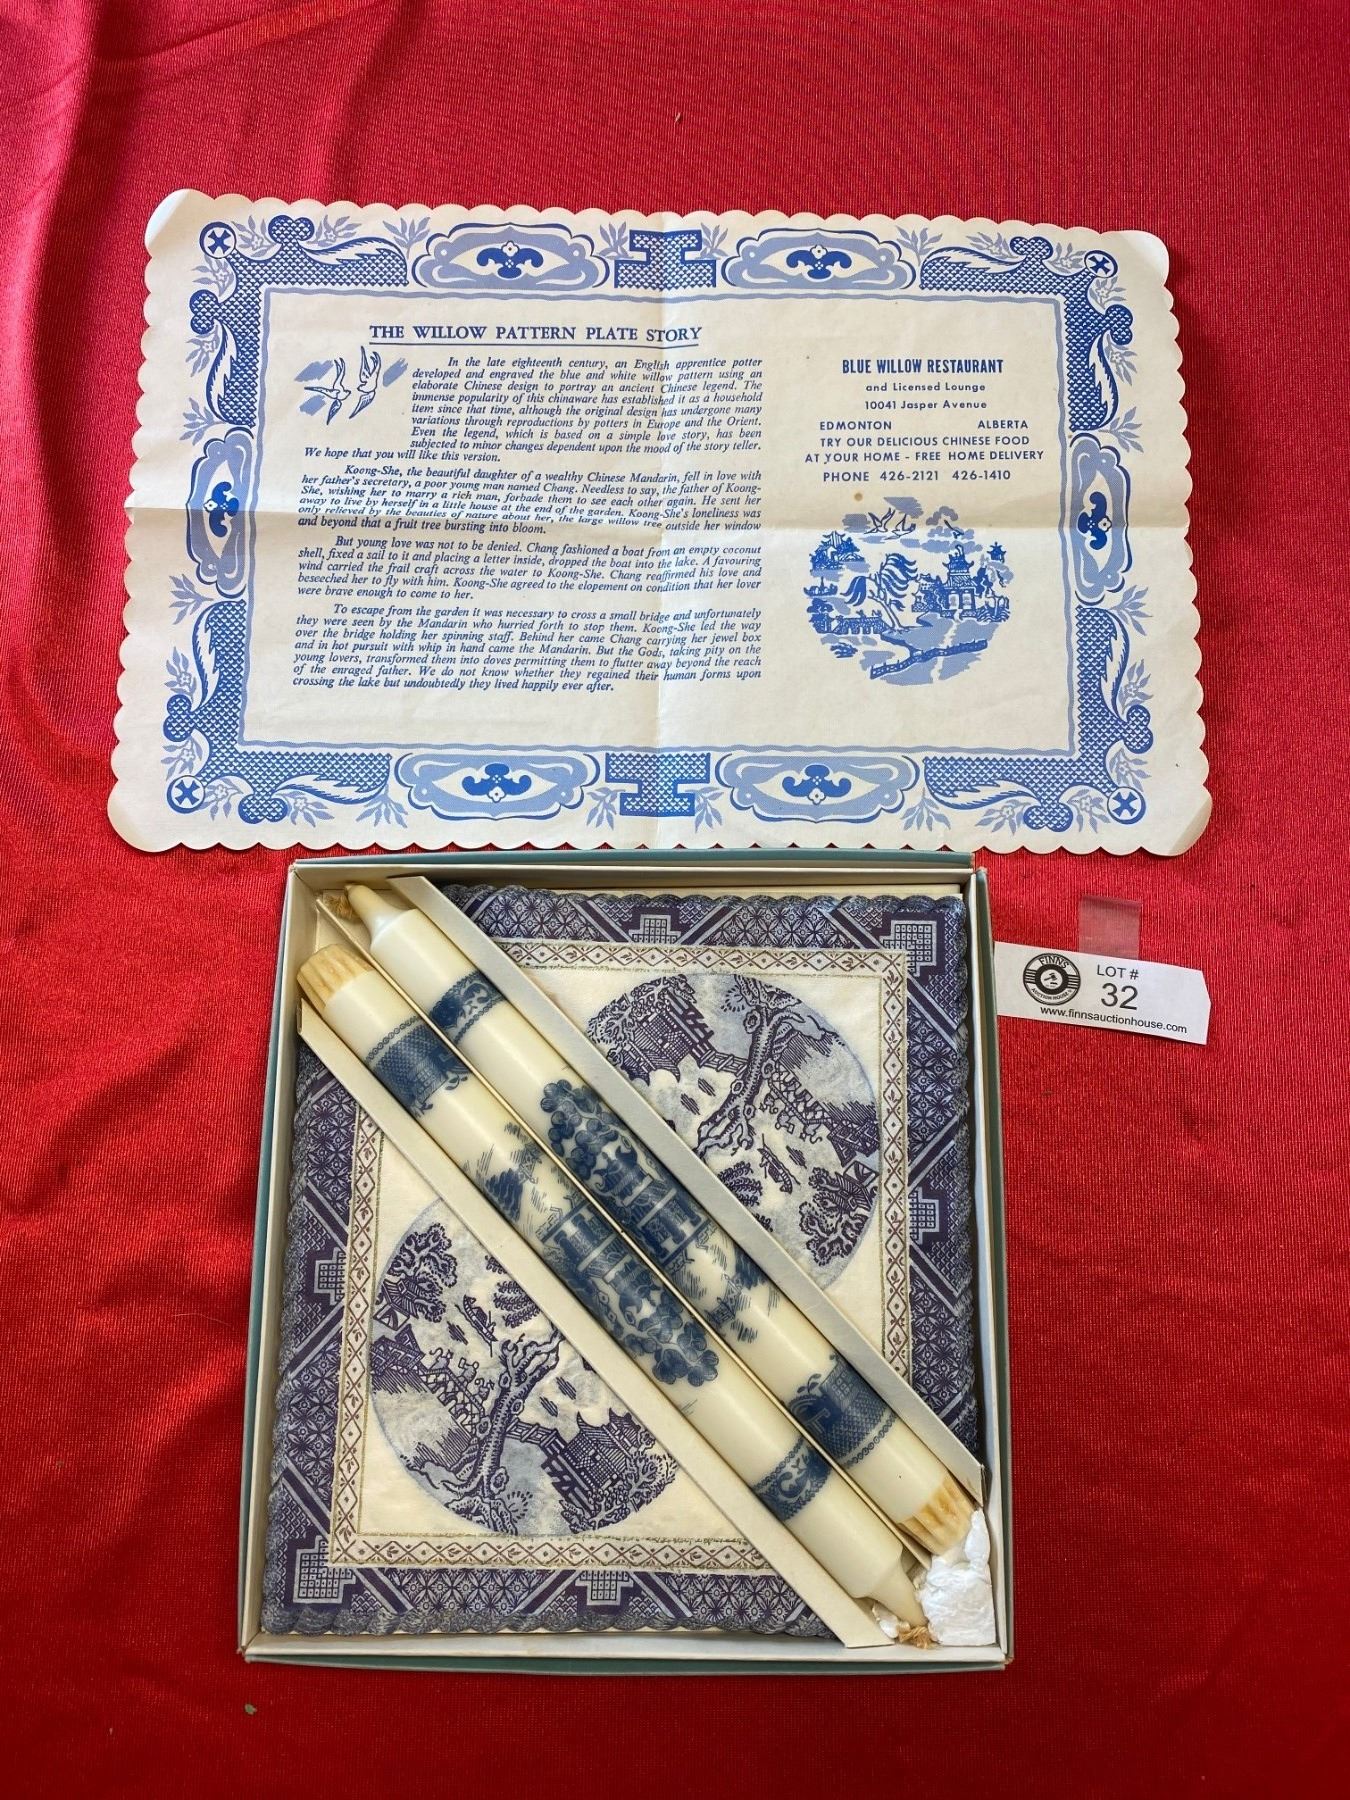 THE WILLOW PATTERN PLATE STORY
In the late eighteenth century, an English apprentice potter
developed and engraved the blue and white willow pattern using an
elaborate Chinese design to portray an ancient Chinese legend. The
immense popularity of this chinaware has established it as a household
item since that time, although the original design has undergone many
variations through reproductions by potters in Europe and the Orient.
Even the legend, which is based on a simple love story, has been
subjected to minor changes dependent upon the mood of the story teller.
We hope that you will like this version.
Koong-She, the beautiful daughter of a wealthy Chinese Mandarin, fell in love with
her father's secretary, a poor young man named Chang. Needless to say, the father of Koong-
She, wishing her to marry a rich man, forbade them to see each other again. He sent her
away to live by herself in a little house at the end of the garden. Koong-She's loneliness was
only relieved by the beauties of nature about her, the large willow tree outside her window
and beyond that a fruit tree bursting into bloom.
But young love was not to be denied. Chang fashioned a boat from an empty coconut
shell, fixed a sail to it and placing a letter inside, dropped the boat into the lake. A favouring
wind carried the frail craft across the water to Koong-She. Chang reaffirmed his love and
beseeched her to fly with him. Koong-She agreed to the elopement on condition that her lover
were brave enough to come to her.
To escape from the garden it was necessary to cross a small bridge and unfortunately
they were seen by the Mandarin who hurried forth to stop them. Koong-She led the way
over the bridge holding her spinning staff. Behind her came Chang carrying her jewel box
and in hot pursuit with whip in hand came the Mandarin. But the Gods, taking pity on the
young lovers, transformed them into doves permitting them to flutter away beyond the reach
of the enraged father. We do not know whether they regained their human forms upon
crossing the lake but undoubtedly they lived happily ever after.
BLUE WILLOW RESTAURANT
and Licensed Lounge
10041 Jasper Avenue
EDMONTON ALBERTA
TRY OUR DELICIOUS CHINESE FOOD
AT YOUR HOME - FREE HOME DELIVERY
PHONE 426-2121 426-1410
FINNS
AUCTION HOUSE
LOT #
32
www.finnsauctionhouse.com